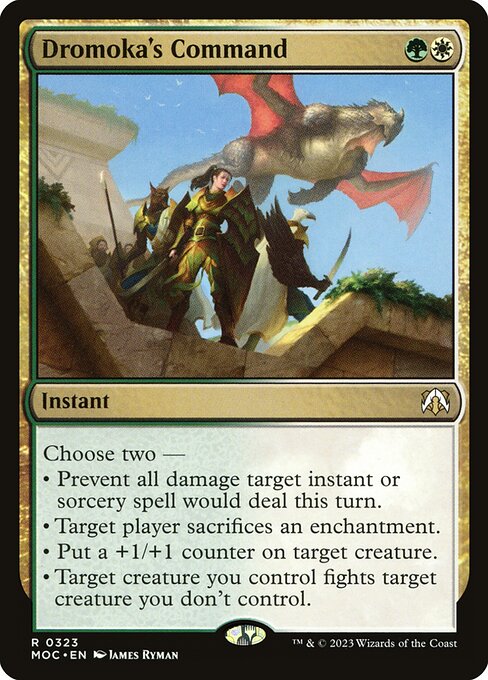 Dromoka's Command
Instant
Choose two —
• Prevent all damage target instant or
sorcery spell would deal this turn.
• Target player sacrifices an enchantment.
• Put a +1/+1 counter on target creature.
• Target creature you control fights target
creature you don't control.
R 0323
MOC • EN James Ryman
™ & © 2023 Wizards of the Coast